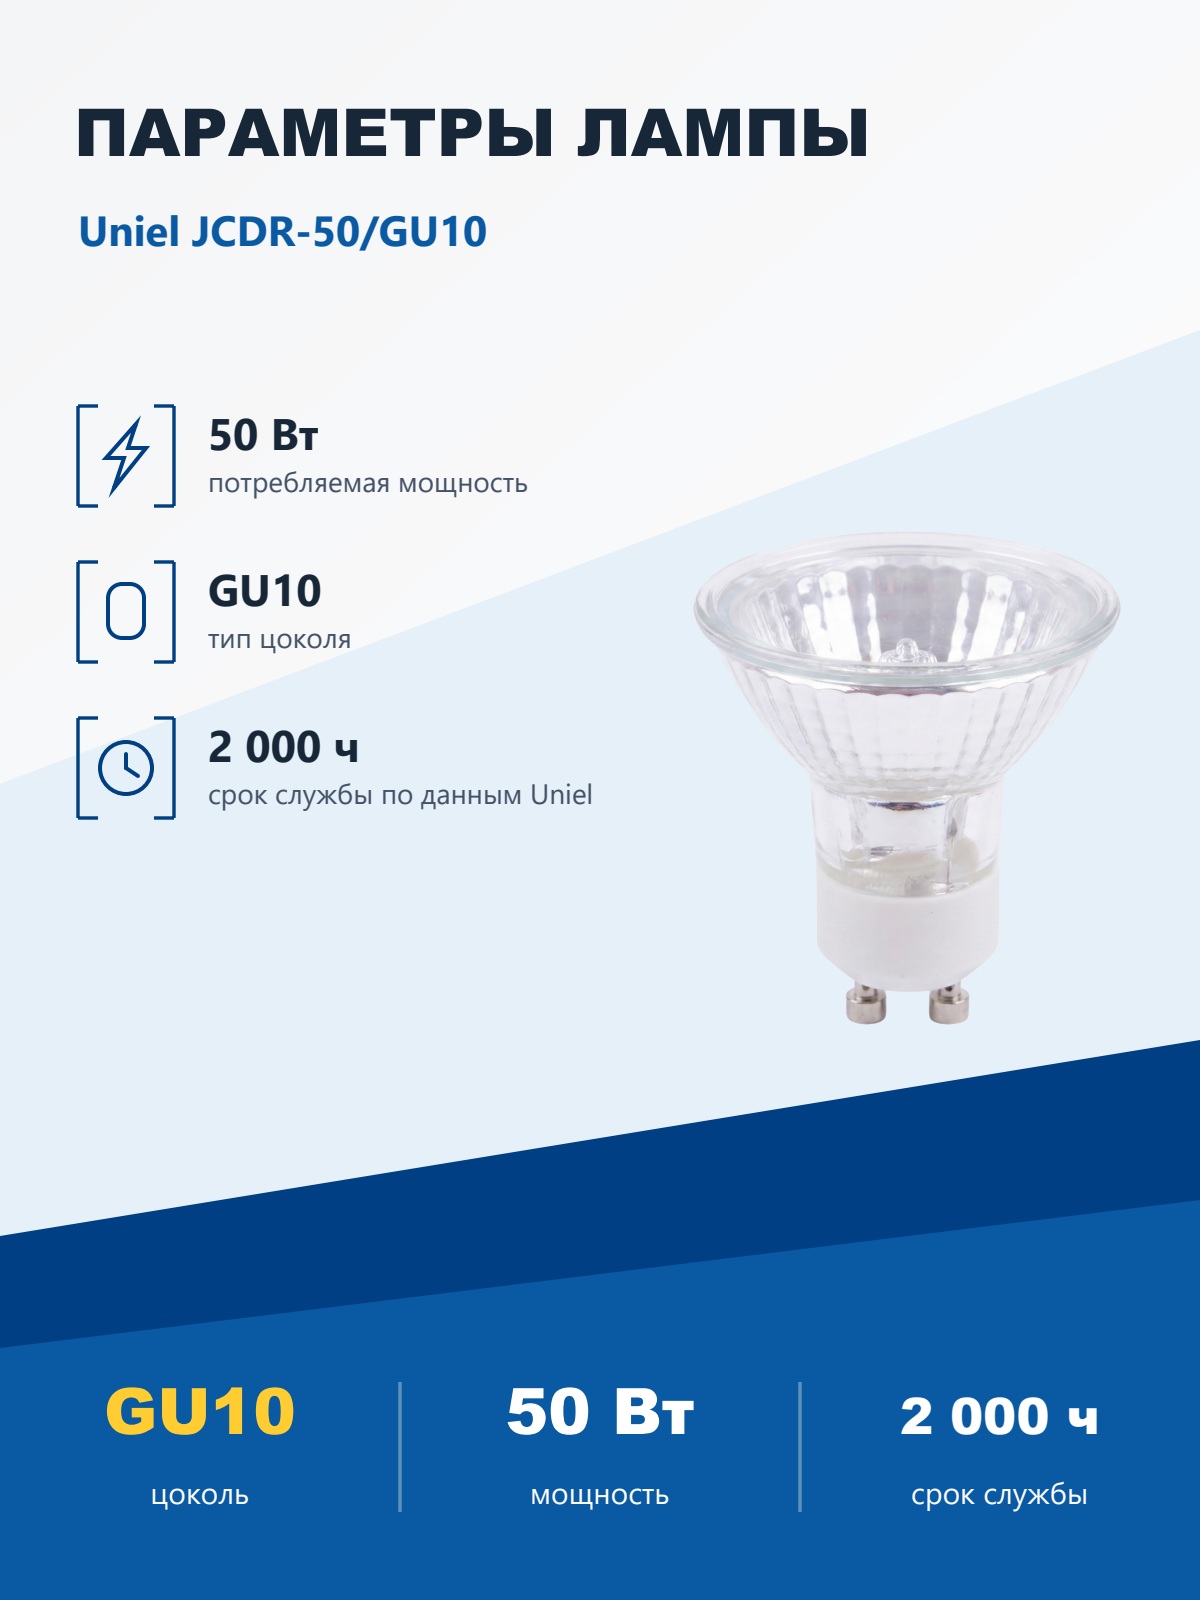 ПАРАМЕТРЫ ЛАМПЫ
Uniel JCDR-50/GU10
50 Вт
потребляемая мощность
GU10
тип цоколя
2 000 ч
срок службы по данным Uniel
GU10
цоколь
50 Вт
мощность
2 000 ч
срок службы